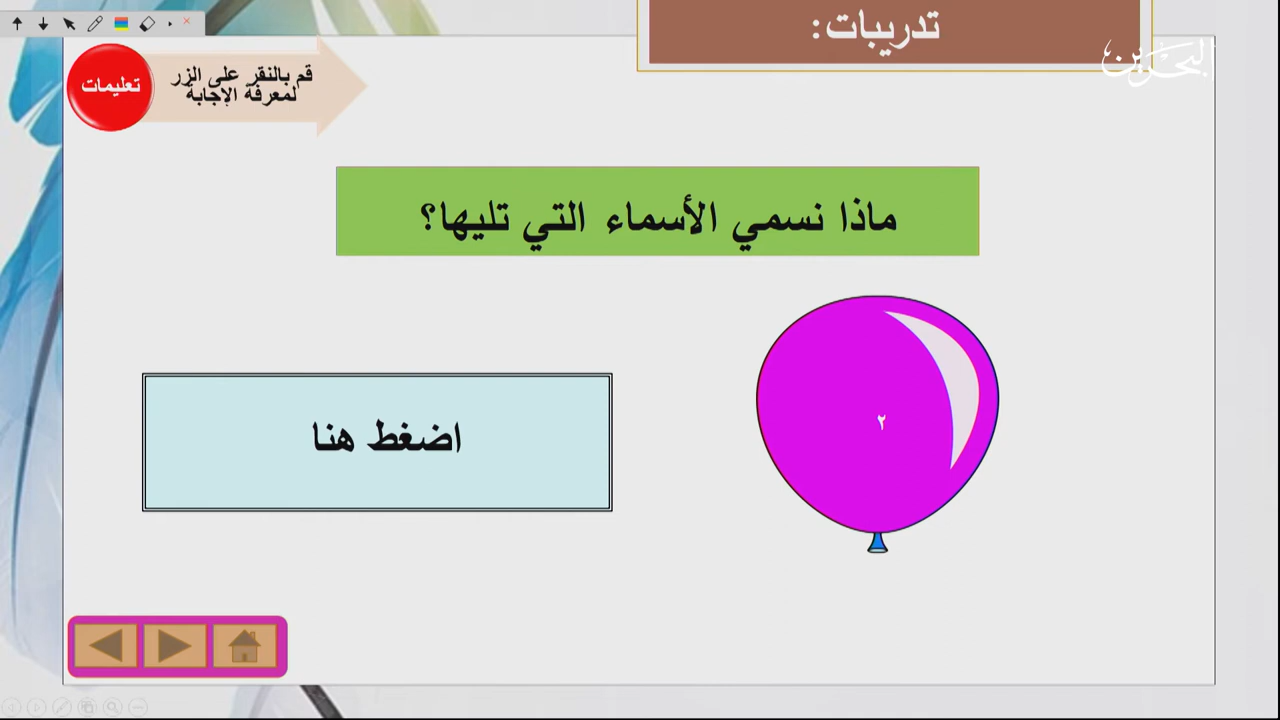 تدريبات:
البحرين
قم بالنقر على الزر
لمعرفة الإجابة
تعليمات
ماذا نسمي الأسماء التي تليها؟
٢
اضغط هنا